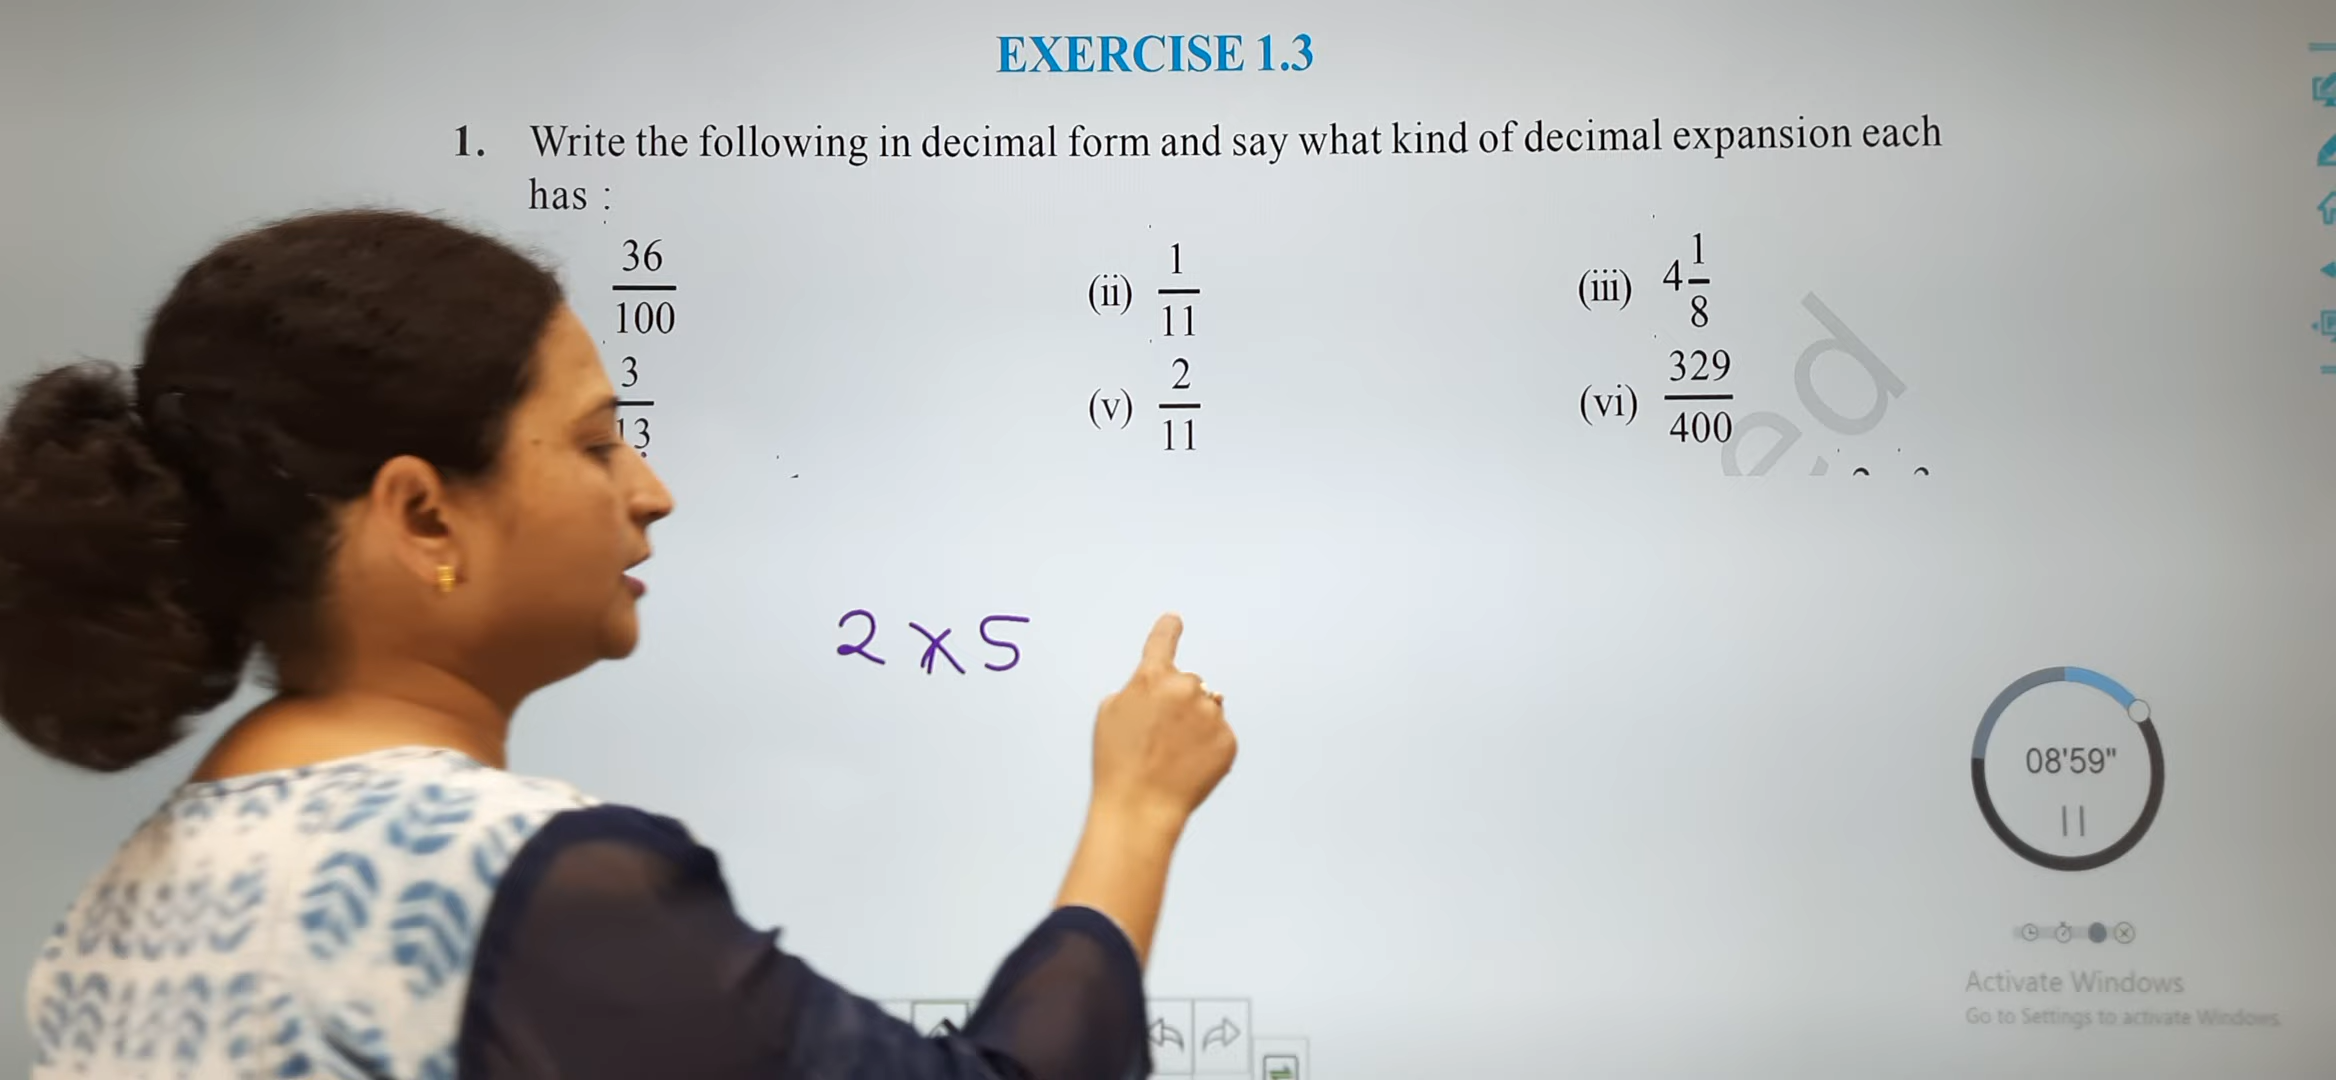 EXERCISE 1.3
1. Write the following in decimal form and say what kind of decimal expansion each
has :
36/100 (ii) 1/11 (iii) 4 1/8
3/13 (v) 2/11 (vi) 329/400
ed
2 × 5
08'59"
Activate Windows
Go to Settings to activate Windows.